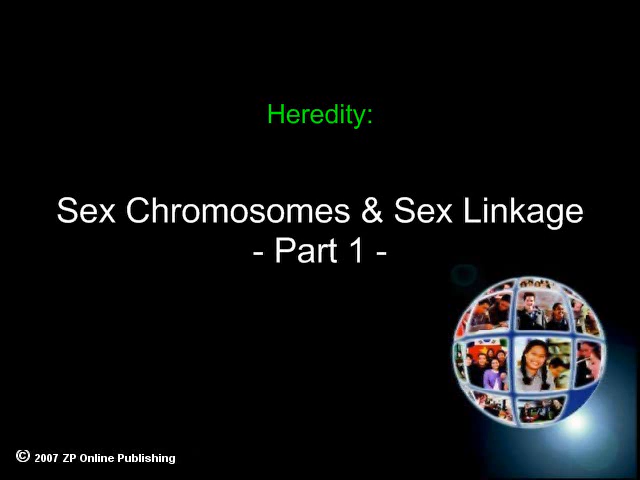 Heredity:
Sex Chromosomes & Sex Linkage
- Part 1 -
© 2007 ZP Online Publishing